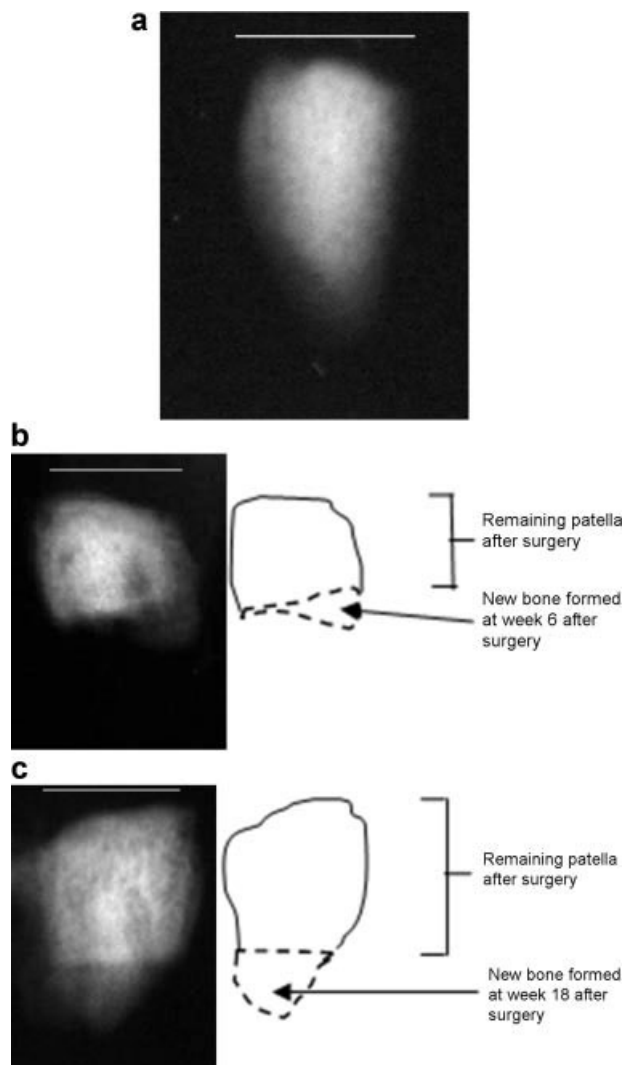 a
b
Remaining patella
after surgery
New bone formed
at week 6 after
surgery
c
Remaining patella
after surgery
New bone formed
at week 18 after
surgery